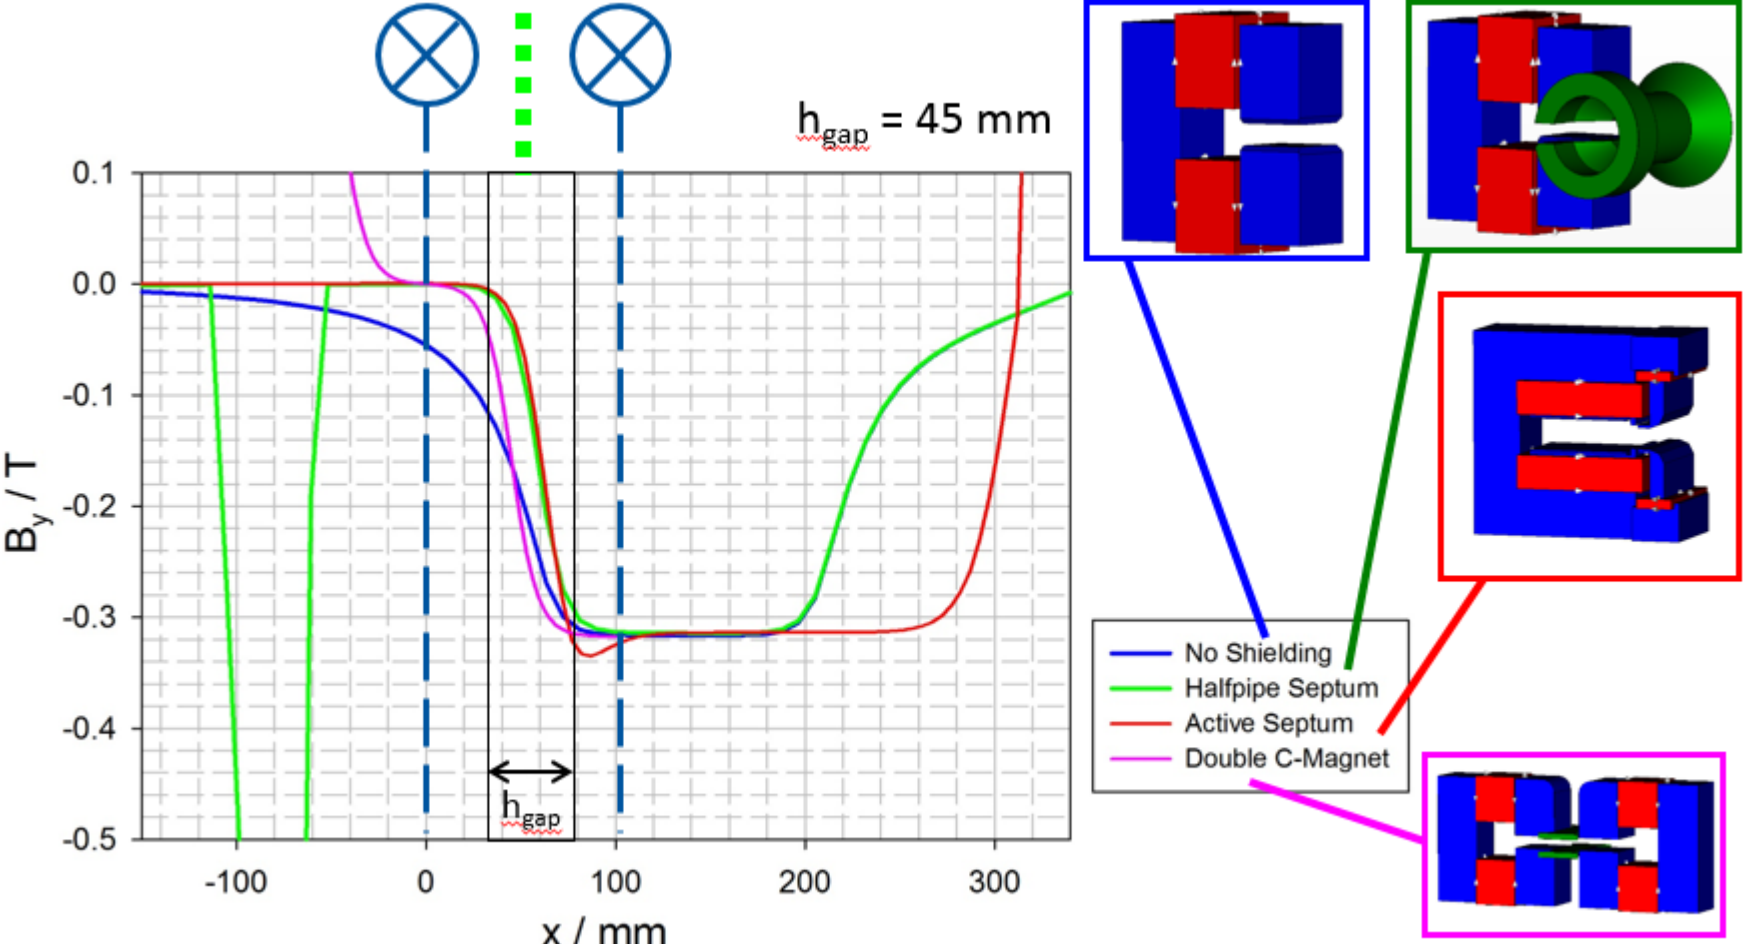 h_gap = 45 mm
0.1
0.0
-0.1
-0.2
-0.3
-0.4
-0.5
B_y / T
h_gap
-100 0 100 200 300
x / mm
No Shielding
Halfpipe Septum
Active Septum
Double C-Magnet